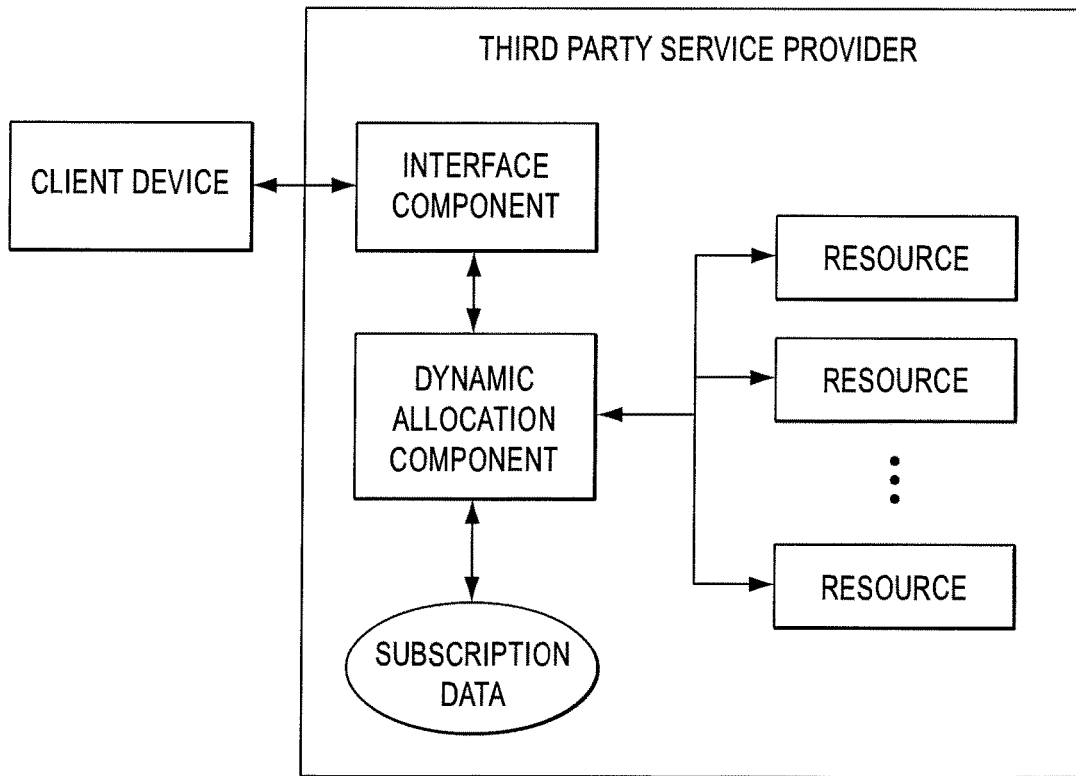 THIRD PARTY SERVICE PROVIDER
CLIENT DEVICE
INTERFACE
COMPONENT
RESOURCE
DYNAMIC
ALLOCATION
COMPONENT
RESOURCE
RESOURCE
SUBSCRIPTION
DATA